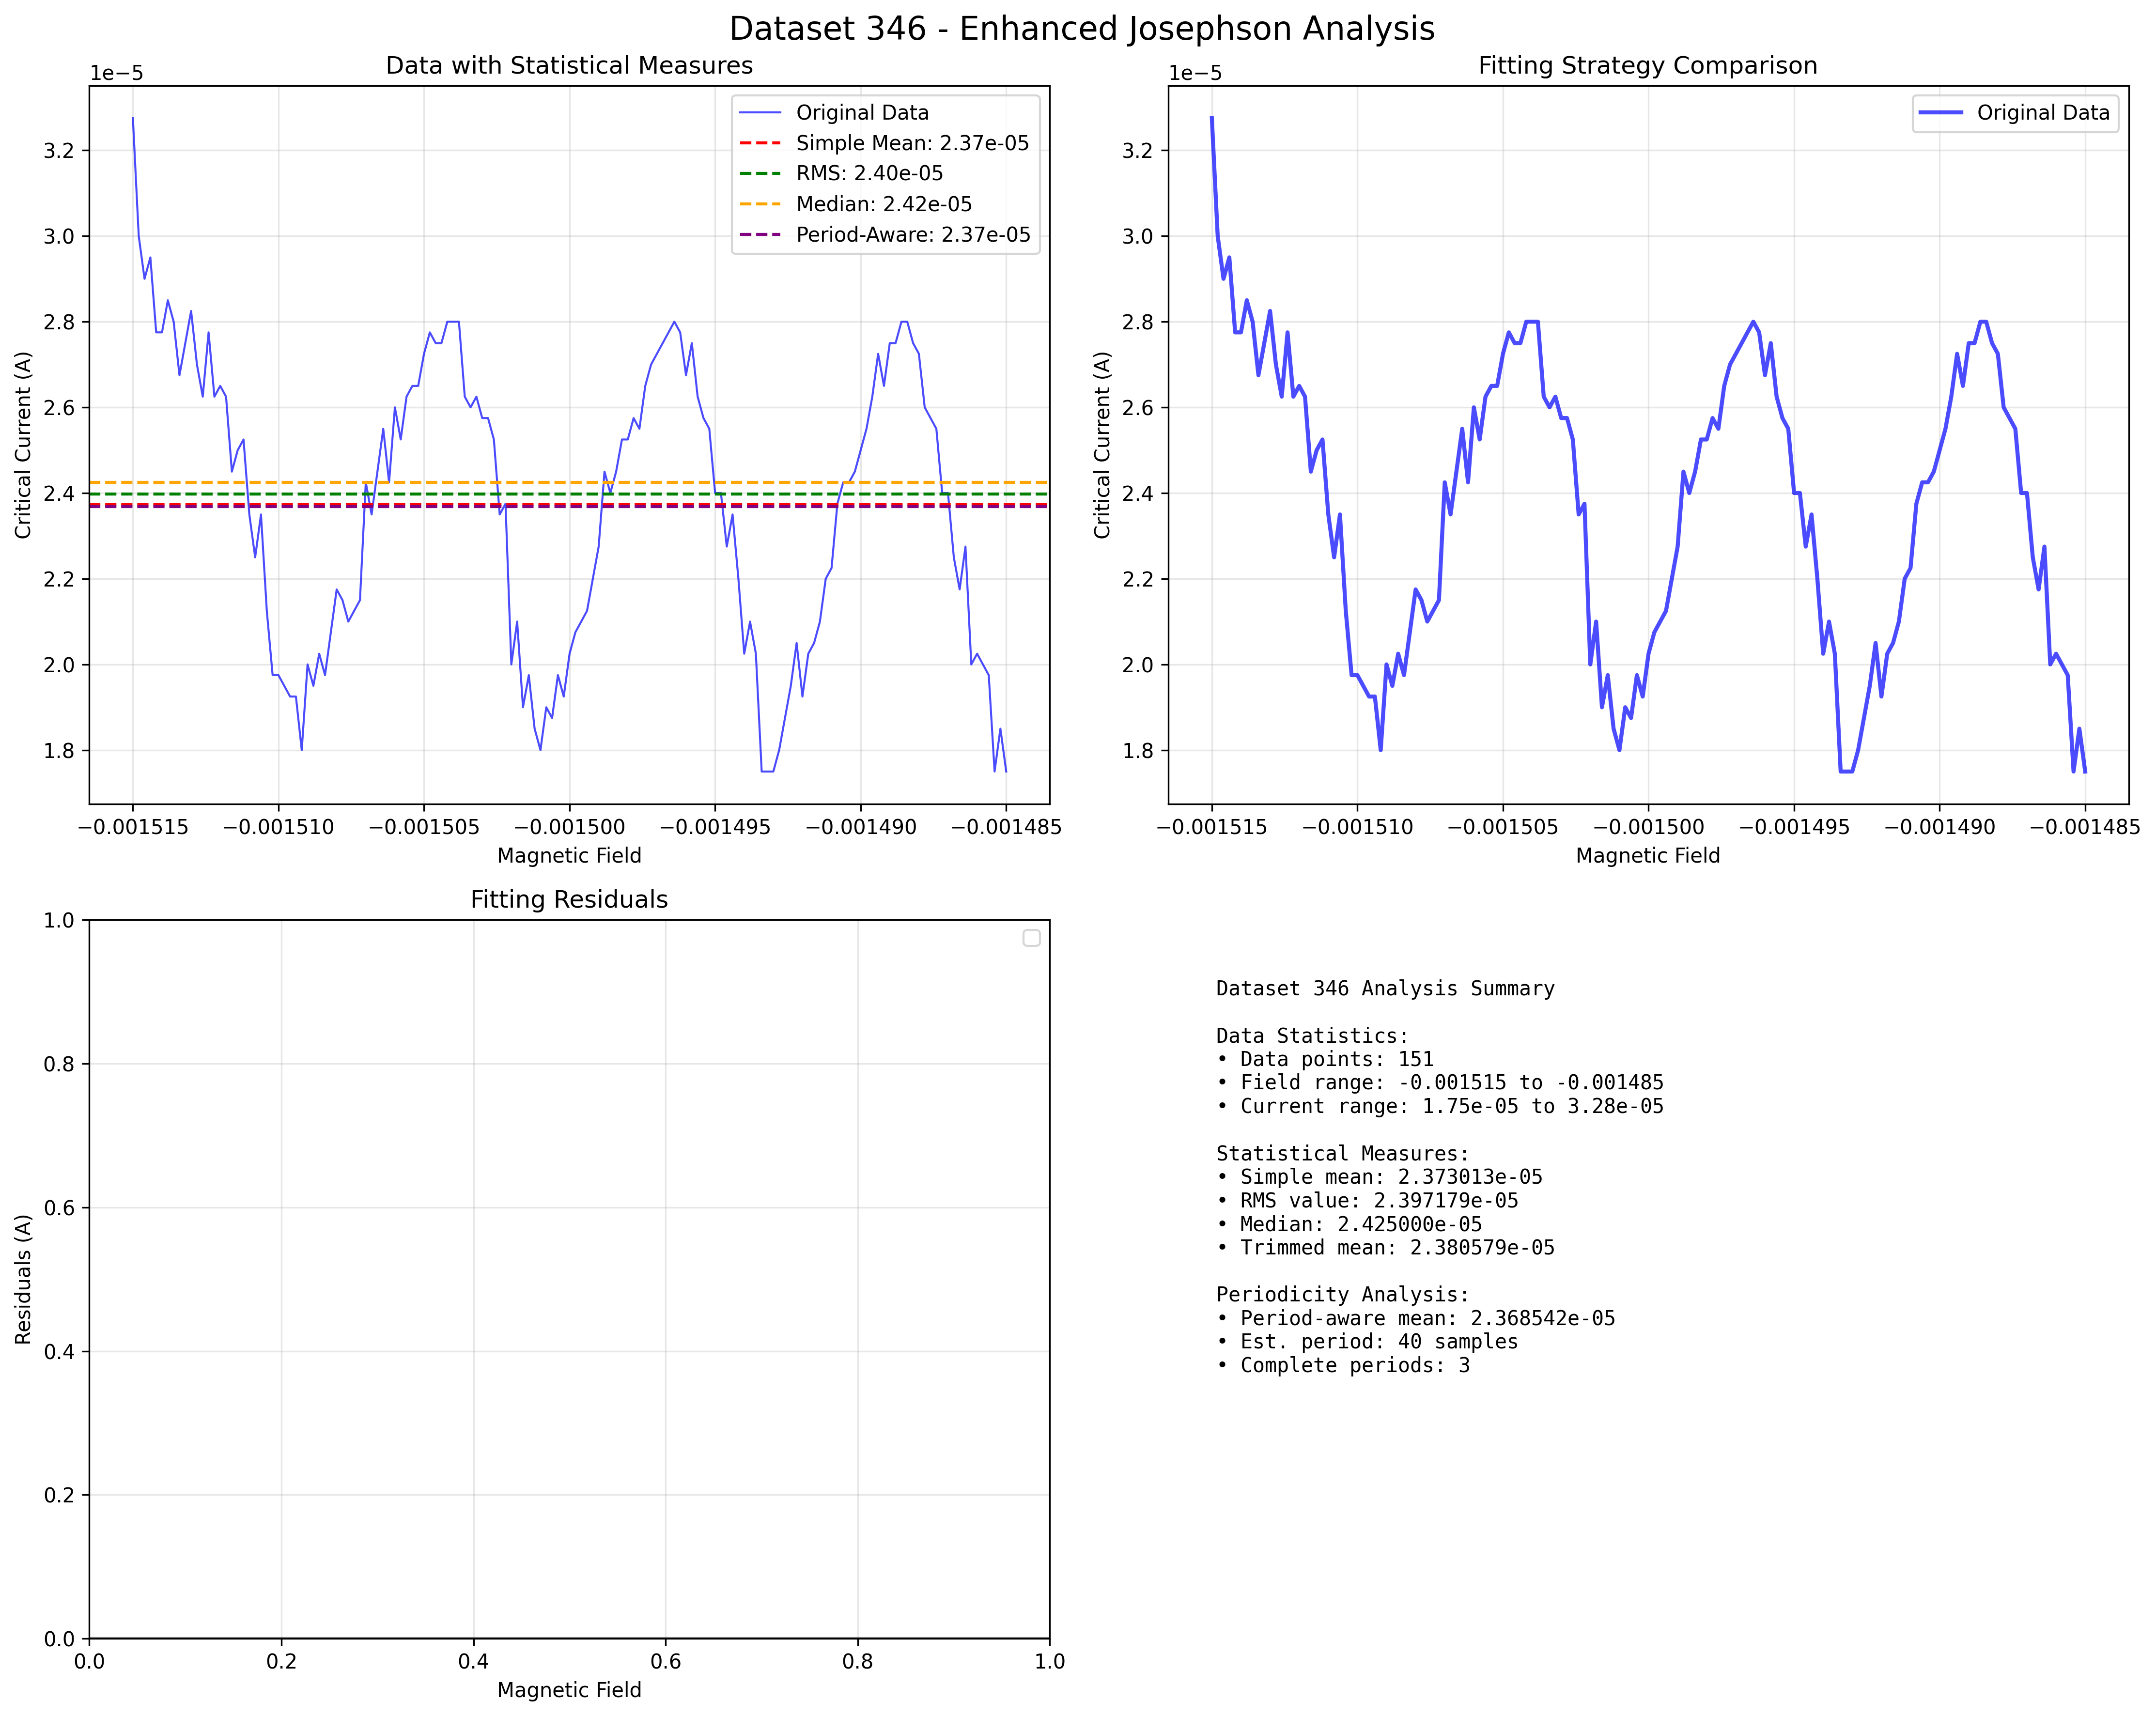 Dataset 346 - Enhanced Josephson Analysis
Data with Statistical Measures
1e−5
Critical Current (A)
3.2
3.0
2.8
2.6
2.4
2.2
2.0
1.8
Original Data
Simple Mean: 2.37e-05
RMS: 2.40e-05
Median: 2.42e-05
Period-Aware: 2.37e-05
−0.001515 −0.001510 −0.001505 −0.001500 −0.001495 −0.001490 −0.001485
Magnetic Field
Fitting Strategy Comparison
1e−5
Critical Current (A)
3.2
3.0
2.8
2.6
2.4
2.2
2.0
1.8
Original Data
−0.001515 −0.001510 −0.001505 −0.001500 −0.001495 −0.001490 −0.001485
Magnetic Field
Fitting Residuals
Residuals (A)
1.0
0.8
0.6
0.4
0.2
0.0
0.0 0.2 0.4 0.6 0.8 1.0
Magnetic Field
Dataset 346 Analysis Summary
Data Statistics:
• Data points: 151
• Field range: -0.001515 to -0.001485
• Current range: 1.75e-05 to 3.28e-05
Statistical Measures:
• Simple mean: 2.373013e-05
• RMS value: 2.397179e-05
• Median: 2.425000e-05
• Trimmed mean: 2.380579e-05
Periodicity Analysis:
• Period-aware mean: 2.368542e-05
• Est. period: 40 samples
• Complete periods: 3